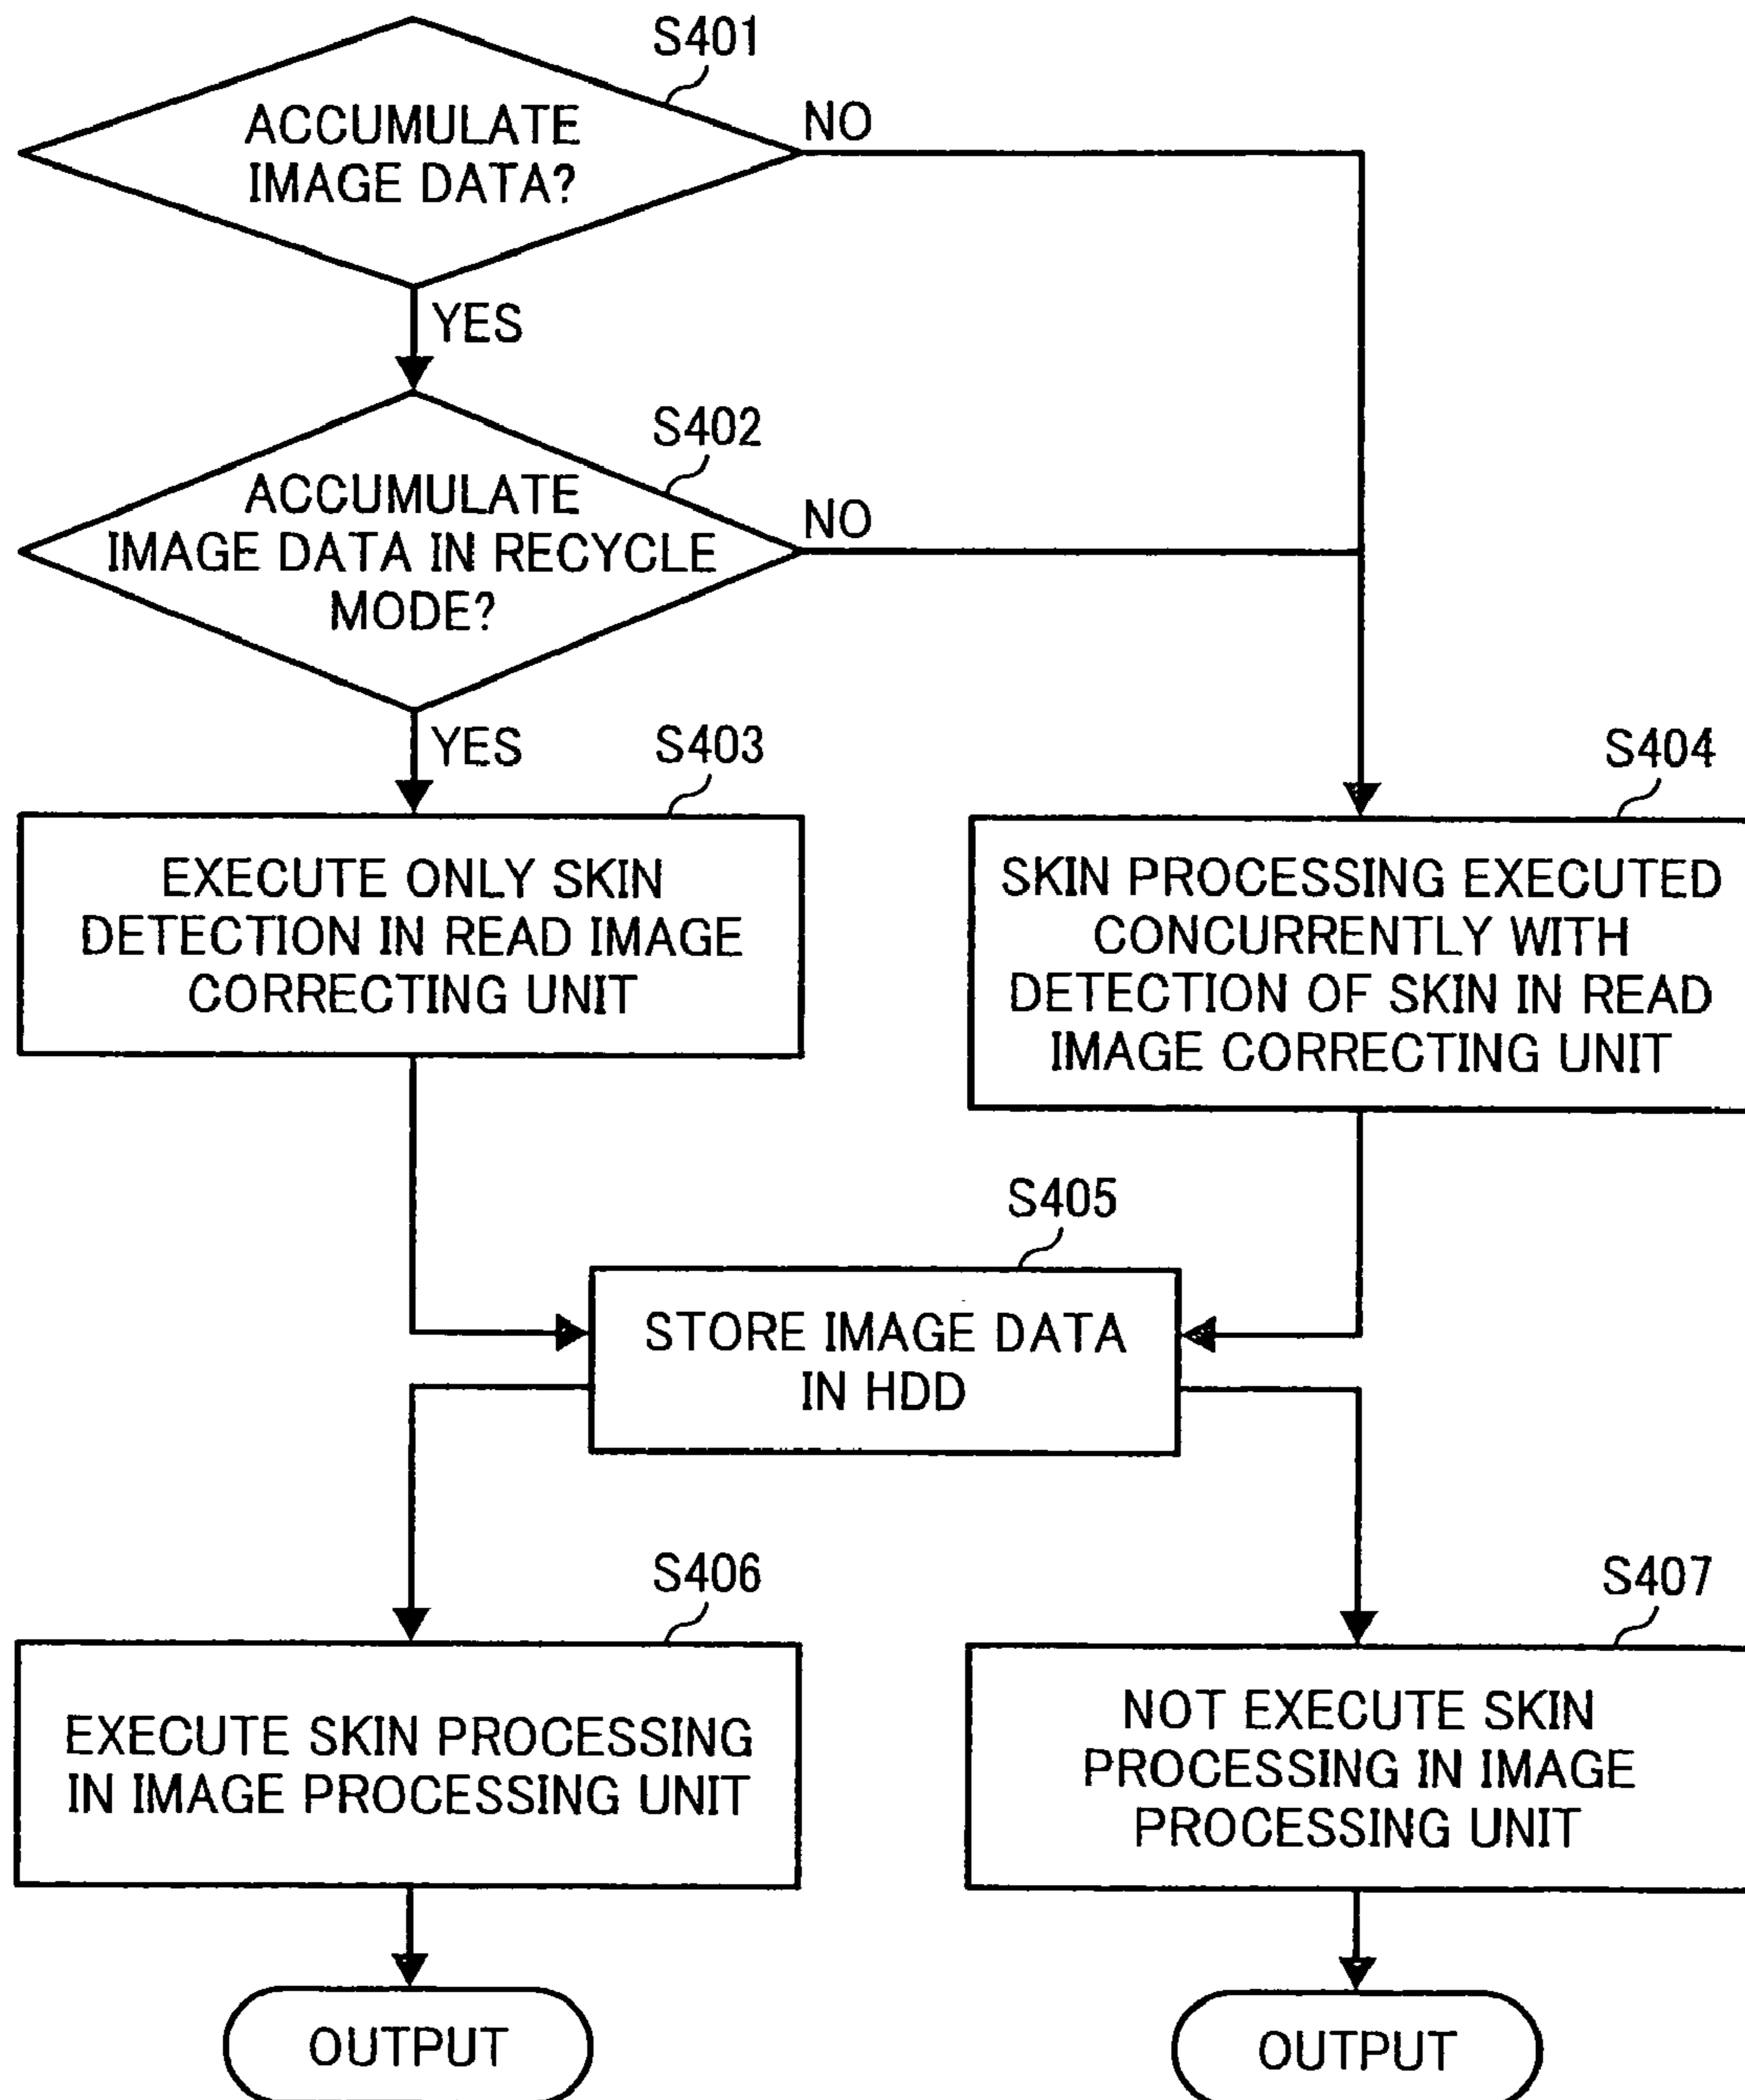 S401
ACCUMULATE
IMAGE DATA?
NO
YES
S402
ACCUMULATE
IMAGE DATA IN RECYCLE
MODE?
NO
YES
S403
EXECUTE ONLY SKIN
DETECTION IN READ IMAGE
CORRECTING UNIT
S404
SKIN PROCESSING EXECUTED
CONCURRENTLY WITH
DETECTION OF SKIN IN READ
IMAGE CORRECTING UNIT
S405
STORE IMAGE DATA
IN HDD
S406
EXECUTE SKIN PROCESSING
IN IMAGE PROCESSING UNIT
S407
NOT EXECUTE SKIN
PROCESSING IN IMAGE
PROCESSING UNIT
OUTPUT
OUTPUT